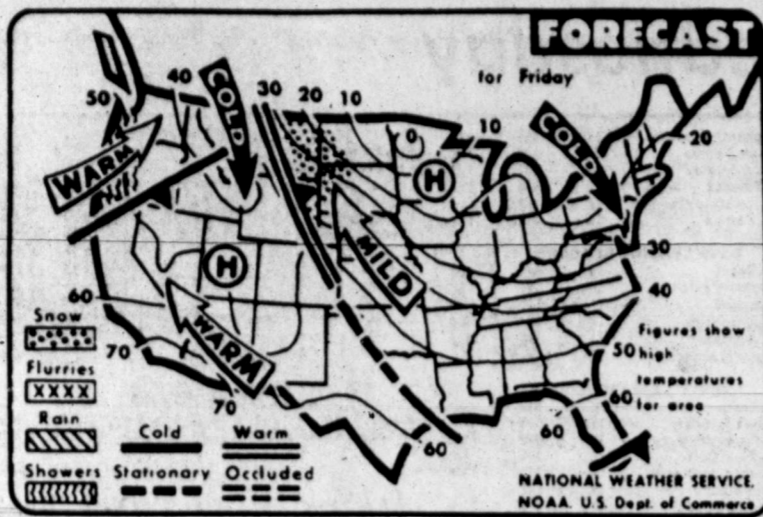 FORECAST
for Friday
50
40
COLD
30
20
10
0
10
COLD
20
WARM
H
H
MILD
30
40
60
WARM
70
70
50
60
60
60
Figures show
high
temperatures
for area
Snow
Flurries
XXXX
Rain
Showers
Cold
Warm
Stationary
Occluded
NATIONAL WEATHER SERVICE,
NOAA, U.S. Dept. of Commerce